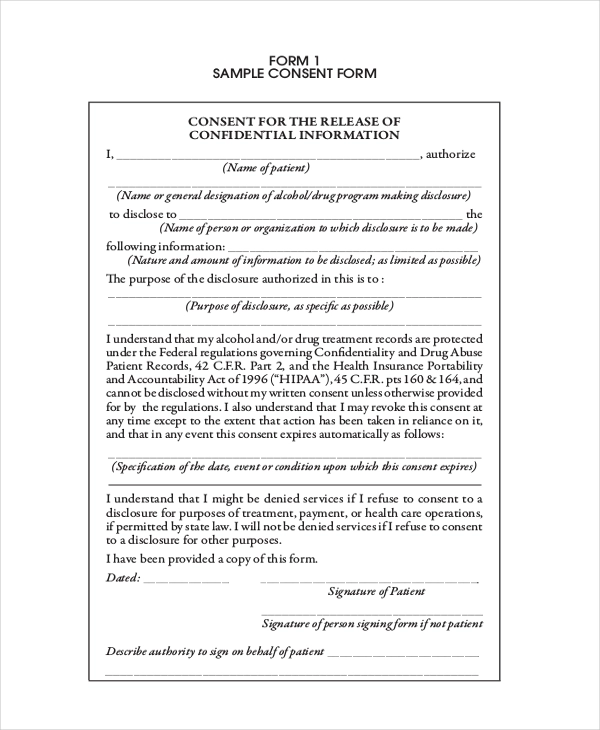 FORM 1
SAMPLE CONSENT FORM
CONSENT FOR THE RELEASE OF
CONFIDENTIAL INFORMATION
I, ________________________________________, authorize
(Name of patient)
__________________________________________________
(Name or general designation of alcohol/drug program making disclosure)
to disclose to ______________________________________ the
(Name of person or organization to which disclosure is to be made)
following information: _________________________________
(Nature and amount of information to be disclosed; as limited as possible)
The purpose of the disclosure authorized in this is to :
__________________________________________________
(Purpose of disclosure, as specific as possible)
__________________________________________________
I understand that my alcohol and/or drug treatment records are protected
under the Federal regulations governing Confidentiality and Drug Abuse
Patient Records, 42 C.F.R. Part 2, and the Health Insurance Portability
and Accountability Act of 1996 (“HIPAA”), 45 C.F.R. pts 160 & 164, and
cannot be disclosed without my written consent unless otherwise provided
for by the regulations. I also understand that I may revoke this consent at
any time except to the extent that action has been taken in reliance on it,
and that in any event this consent expires automatically as follows:
__________________________________________________
(Specification of the date, event or condition upon which this consent expires)
I understand that I might be denied services if I refuse to consent to a
disclosure for purposes of treatment, payment, or health care operations,
if permitted by state law. I will not be denied services if I refuse to consent
to a disclosure for other purposes.
I have been provided a copy of this form.
Dated: ____________ _____________________________.
Signature of Patient
_____________________________
Signature of person signing form if not patient
Describe authority to sign on behalf of patient ____________________
__________________________________________________